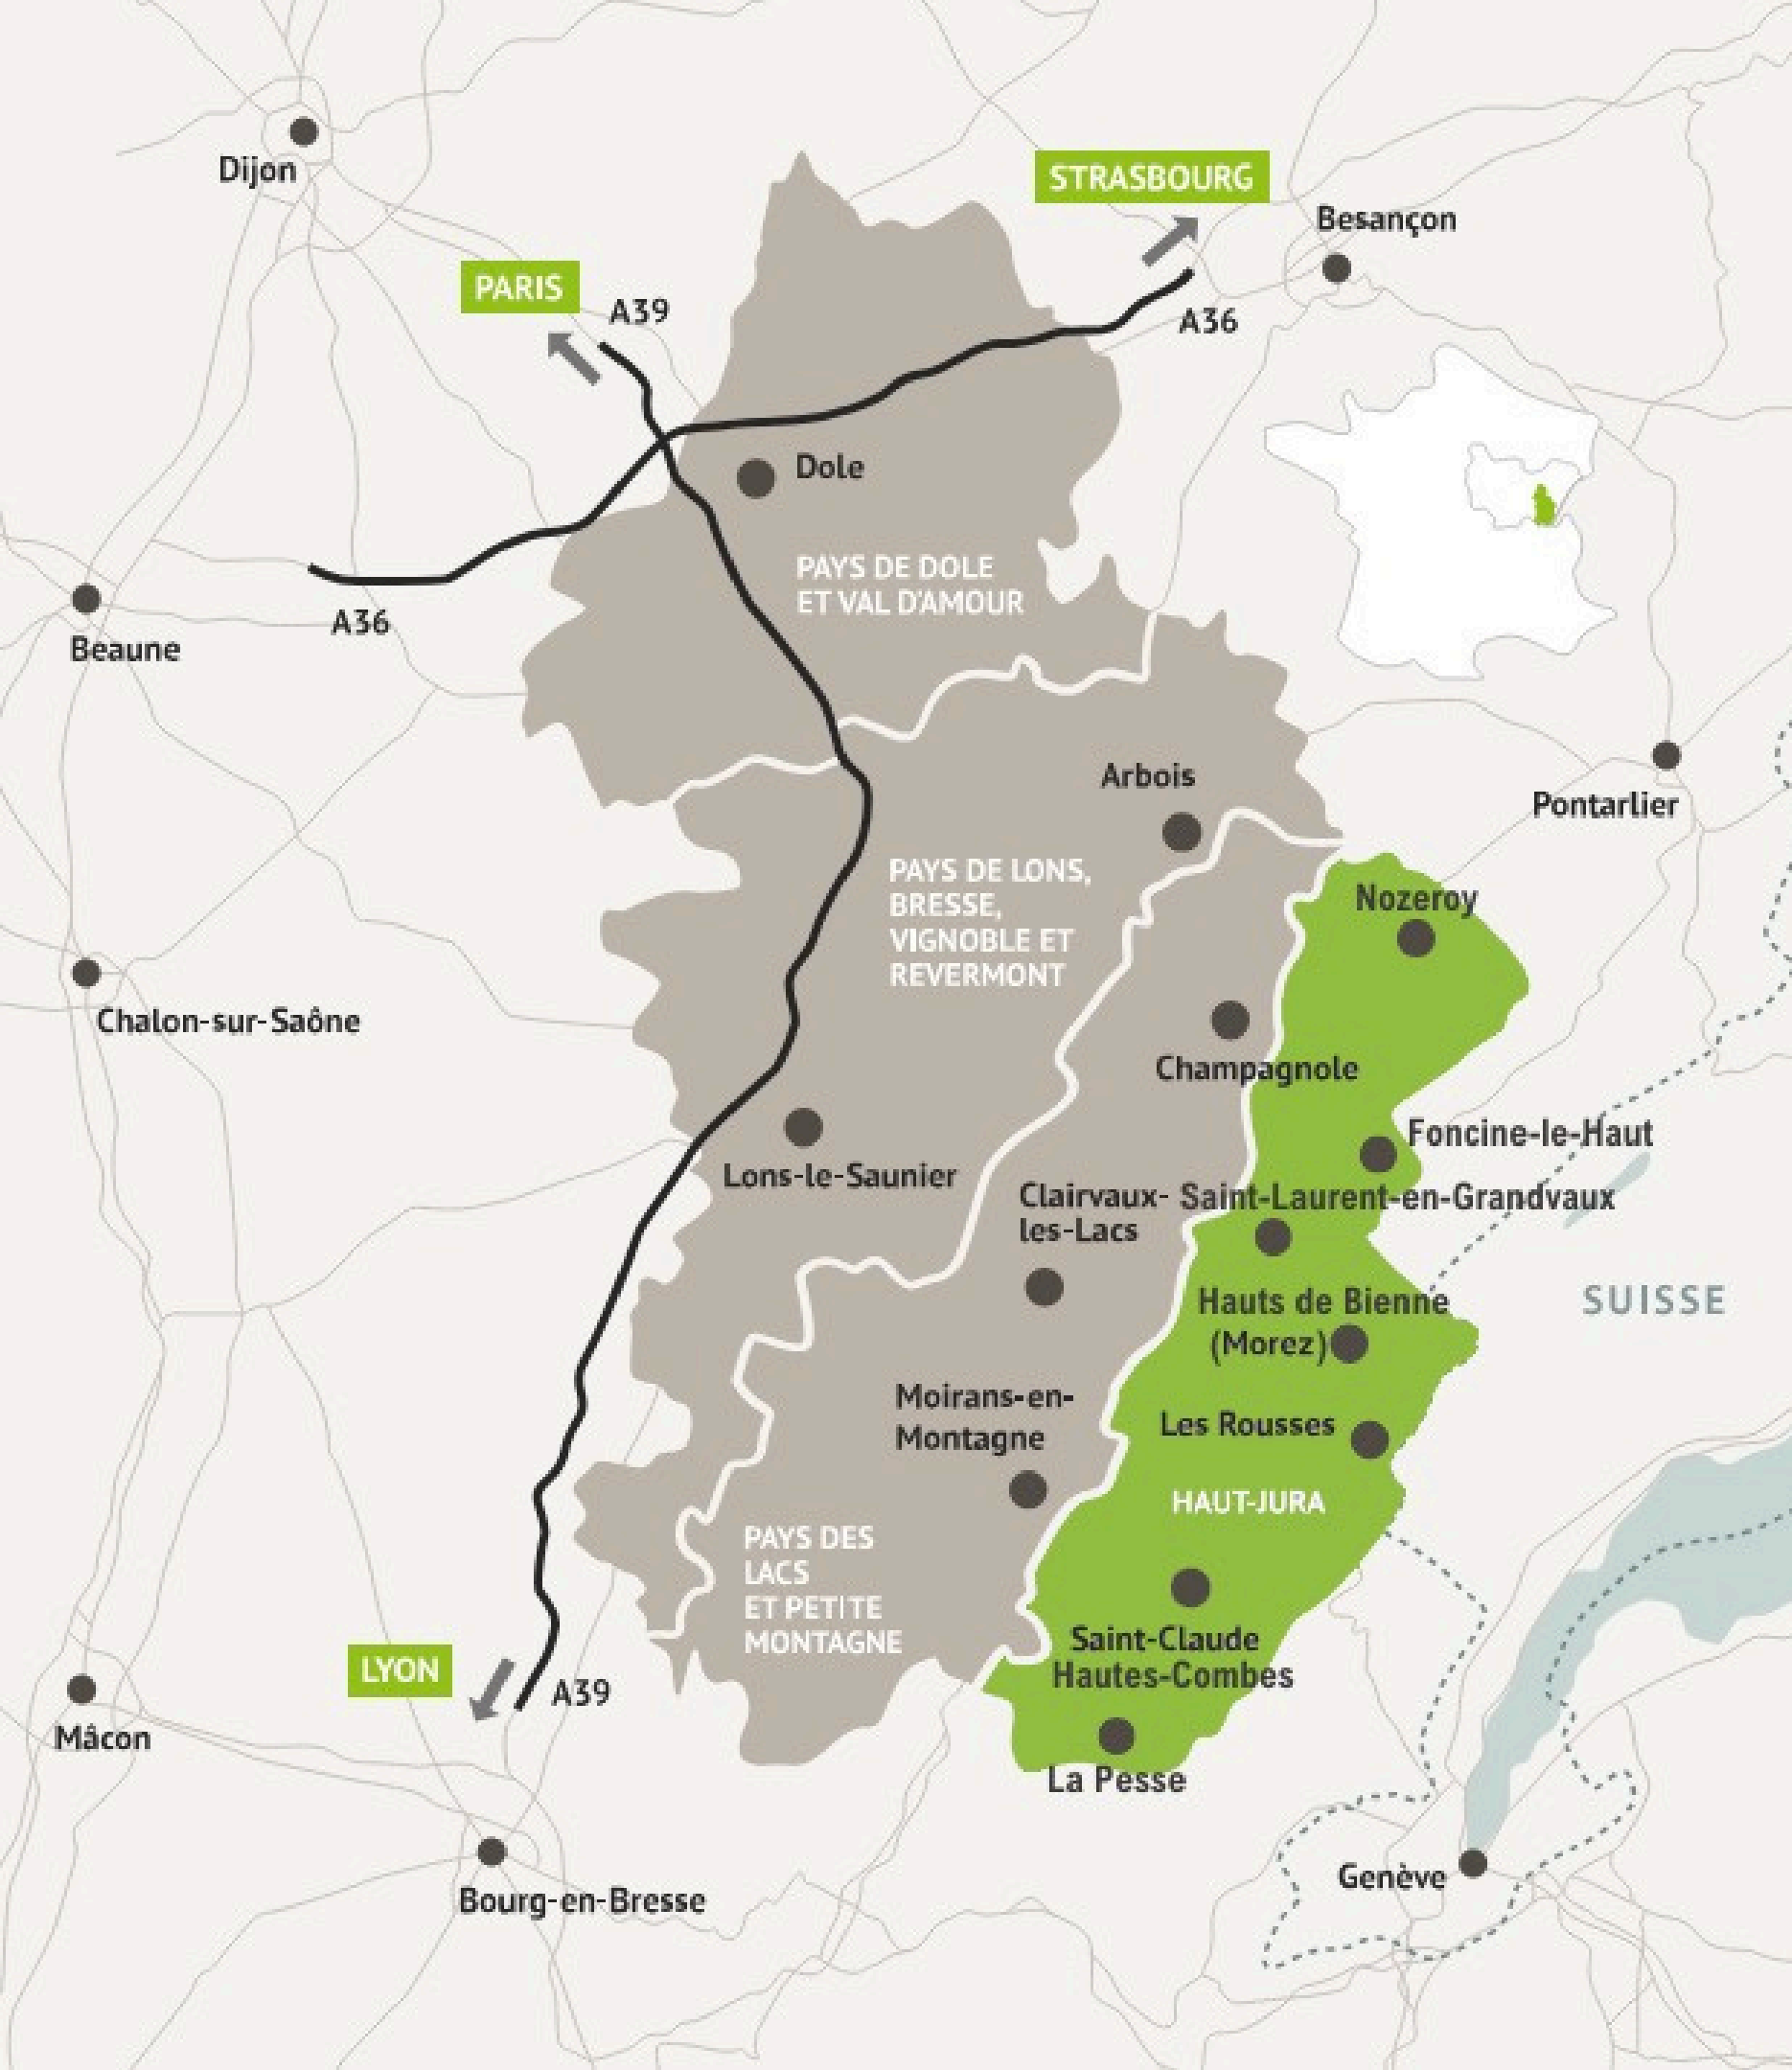 Dijon
STRASBOURG
Besançon
PARIS
A39
A36
Dole
PAYS DE DOLE
ET VAL D'AMOUR
A36
Beaune
Arbois
Pontarlier
PAYS DE LONS,
BRESSE,
VIGNOBLE ET
REVERMONT
Nozeroy
Chalon-sur-Saône
Champagnole
Foncine-le-Haut
Lons-le-Saunier
Clairvaux-
les-Lacs
Saint-Laurent-en-Grandvaux
Hauts de Bienne
(Morez)
SUISSE
Moirans-en-
Montagne
Les Rousses
HAUT-JURA
PAYS DES
LACS
ET PETITE
MONTAGNE
Saint-Claude
Hautes-Combes
LYON
A39
Mâcon
La Pesse
Genève
Bourg-en-Bresse